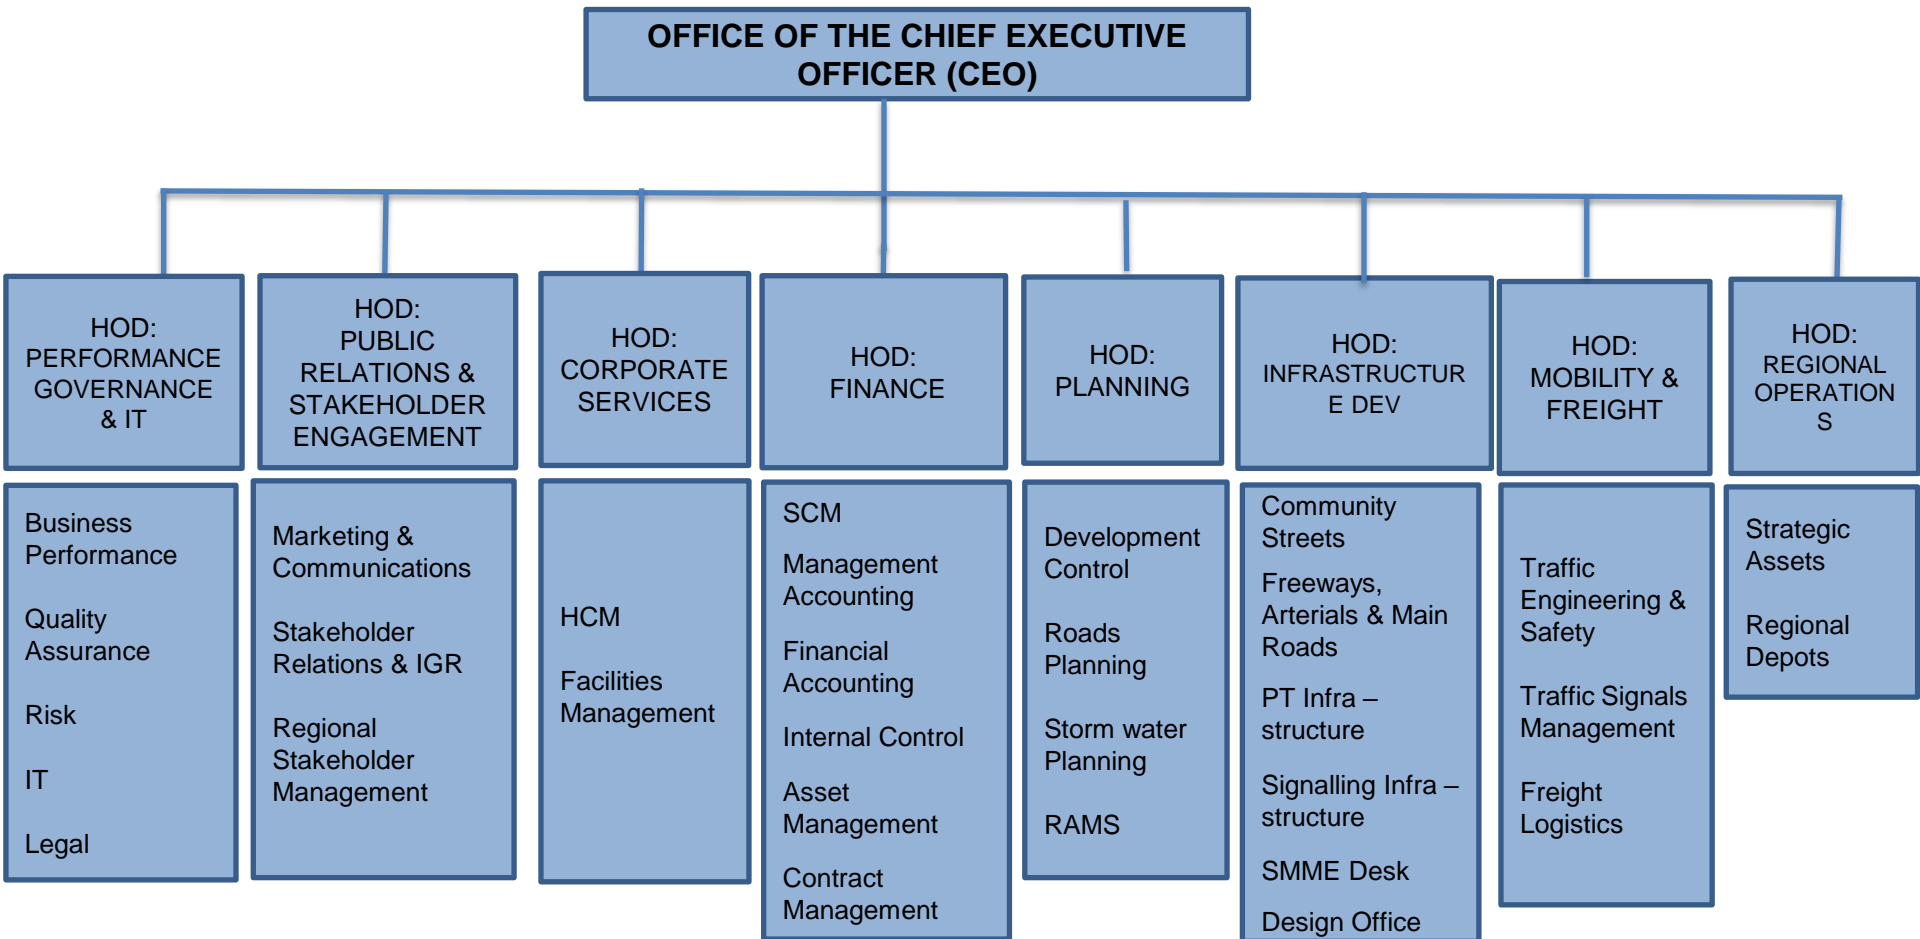 OFFICE OF THE CHIEF EXECUTIVE
OFFICER (CEO)
HOD:
PERFORMANCE
GOVERNANCE
& IT
HOD:
PUBLIC
RELATIONS &
STAKEHOLDER
ENGAGEMENT
HOD:
CORPORATE
SERVICES
HOD:
FINANCE
HOD:
PLANNING
HOD:
INFRASTRUCTUR
E DEV
HOD:
MOBILITY &
FREIGHT
HOD:
REGIONAL
OPERATION
S
Business
Performance
Quality
Assurance
Risk
IT
Legal
Marketing &
Communications
Stakeholder
Relations & IGR
Regional
Stakeholder
Management
HCM
Facilities
Management
SCM
Management
Accounting
Financial
Accounting
Internal Control
Asset
Management
Contract
Management
Development
Control
Roads
Planning
Storm water
Planning
RAMS
Community
Streets
Freeways,
Arterials & Main
Roads
PT Infra –
structure
Signalling Infra –
structure
SMME Desk
Design Office
Traffic
Engineering &
Safety
Traffic Signals
Management
Freight
Logistics
Strategic
Assets
Regional
Depots